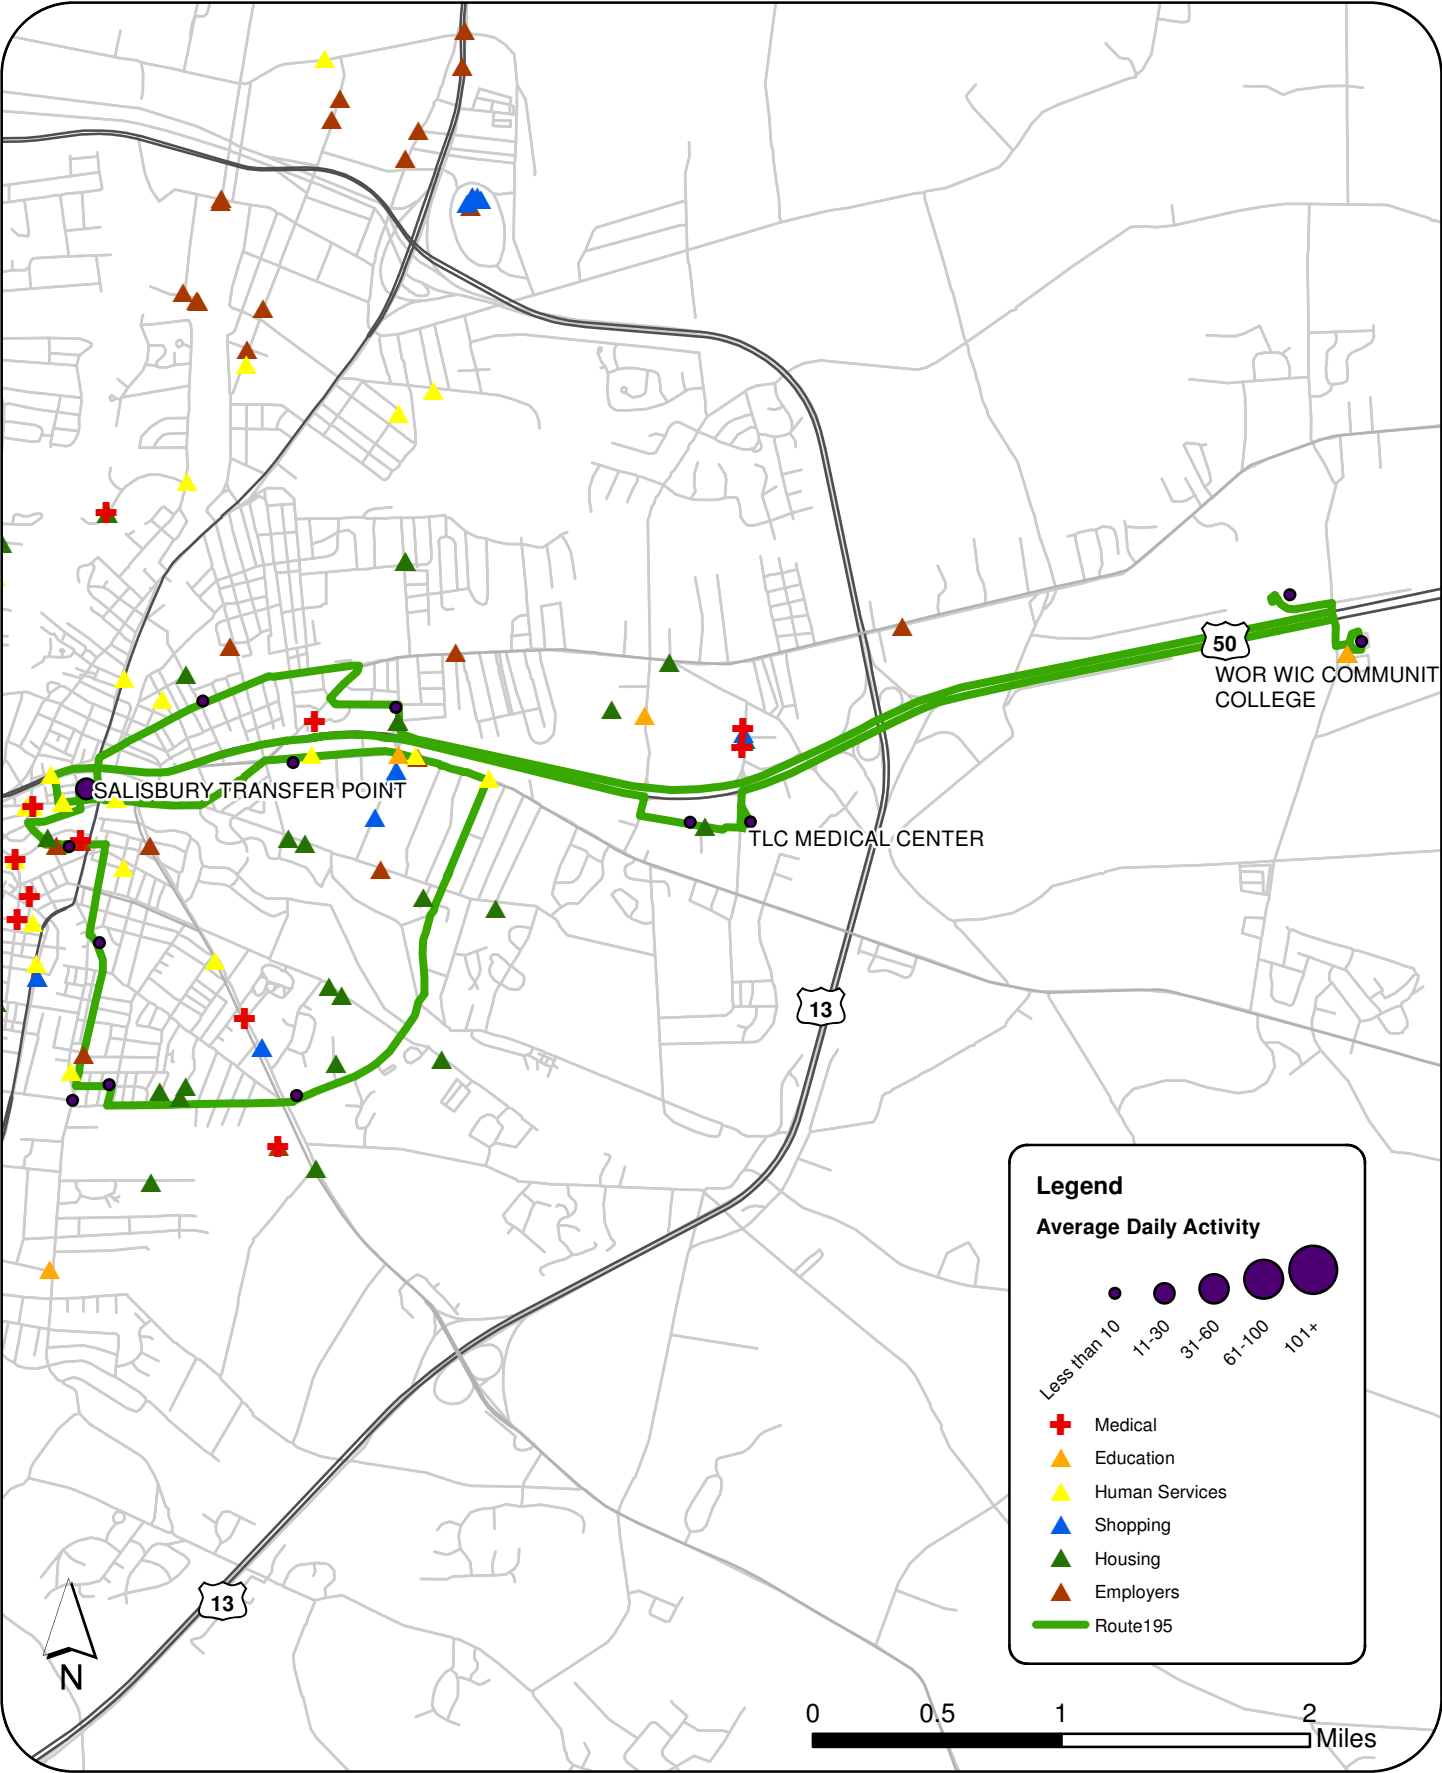 50
WOR WIC COMMUNIT
COLLEGE
SALISBURY TRANSFER POINT
TLC MEDICAL CENTER
13
Legend
Average Daily Activity
Less than 10
11-30
31-60
61-100
101+
Medical
Education
Human Services
Shopping
Housing
Employers
Route195
13
N
0 0.5 1 2
Miles